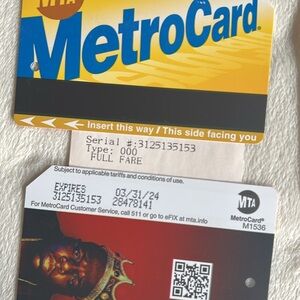 MTA
MetroCard®
Insert this way / This side facing you
Serial #:3125135153
Type: 000
FULL FARE
Subject to applicable tariffs and conditions of use.
EXPIRES 03/31/24
3125135153 28478141
For MetroCard Customer Service, call 511 or go to eFIX at mta.info
MTA
MetroCard®
M1536